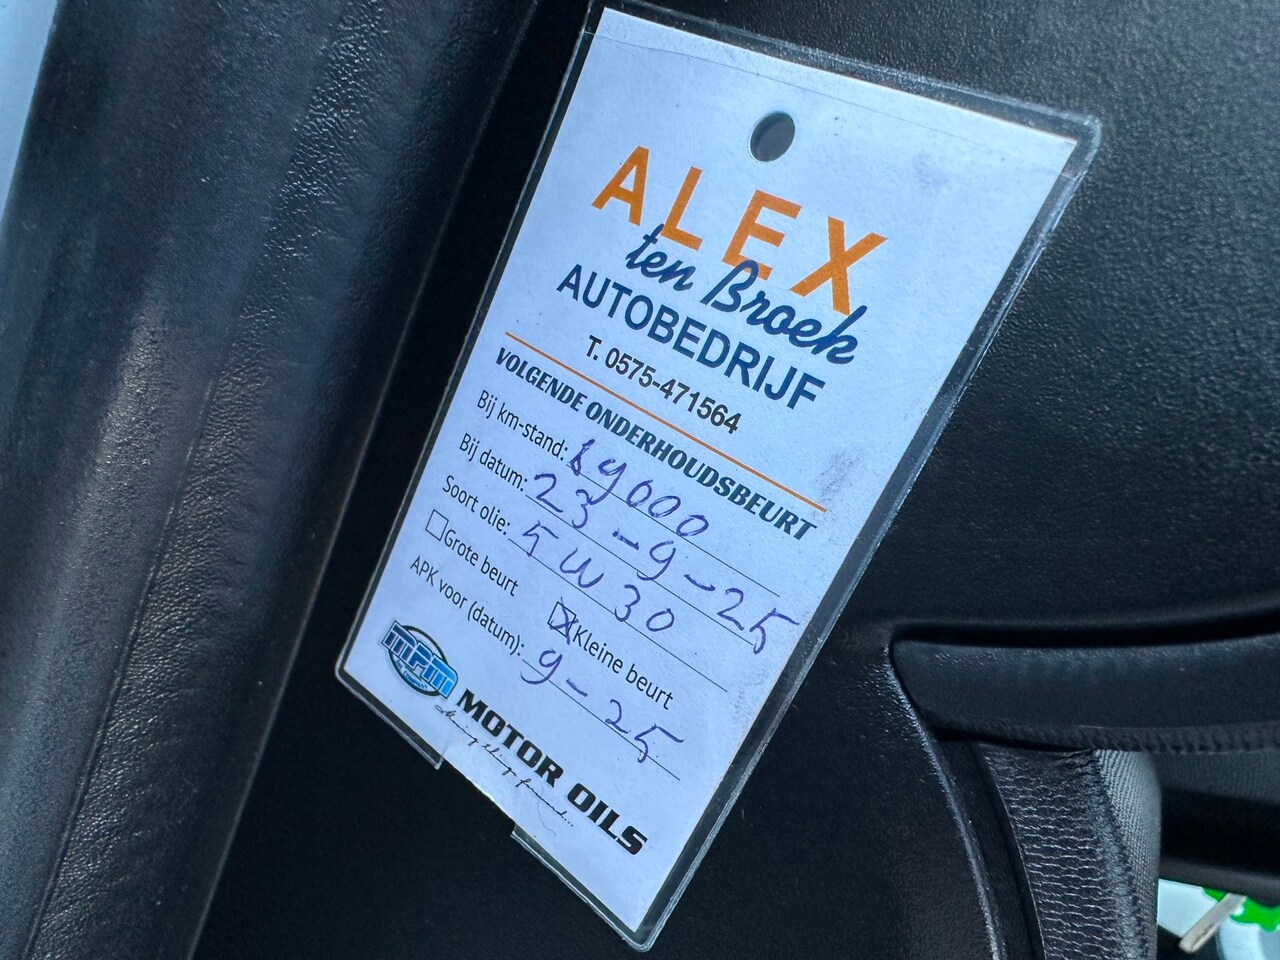 ALEX
ten Broek
AUTOBEDRIJF
T. 0575-471564
VOLGENDE ONDERHOUDSBEURT
Bij km-stand: 69000
Bij datum: 23-9-25
Soort olie: 5W30
Grote beurt Kleine beurt
APK voor (datum): 9-25
MPM MOTOR OILS